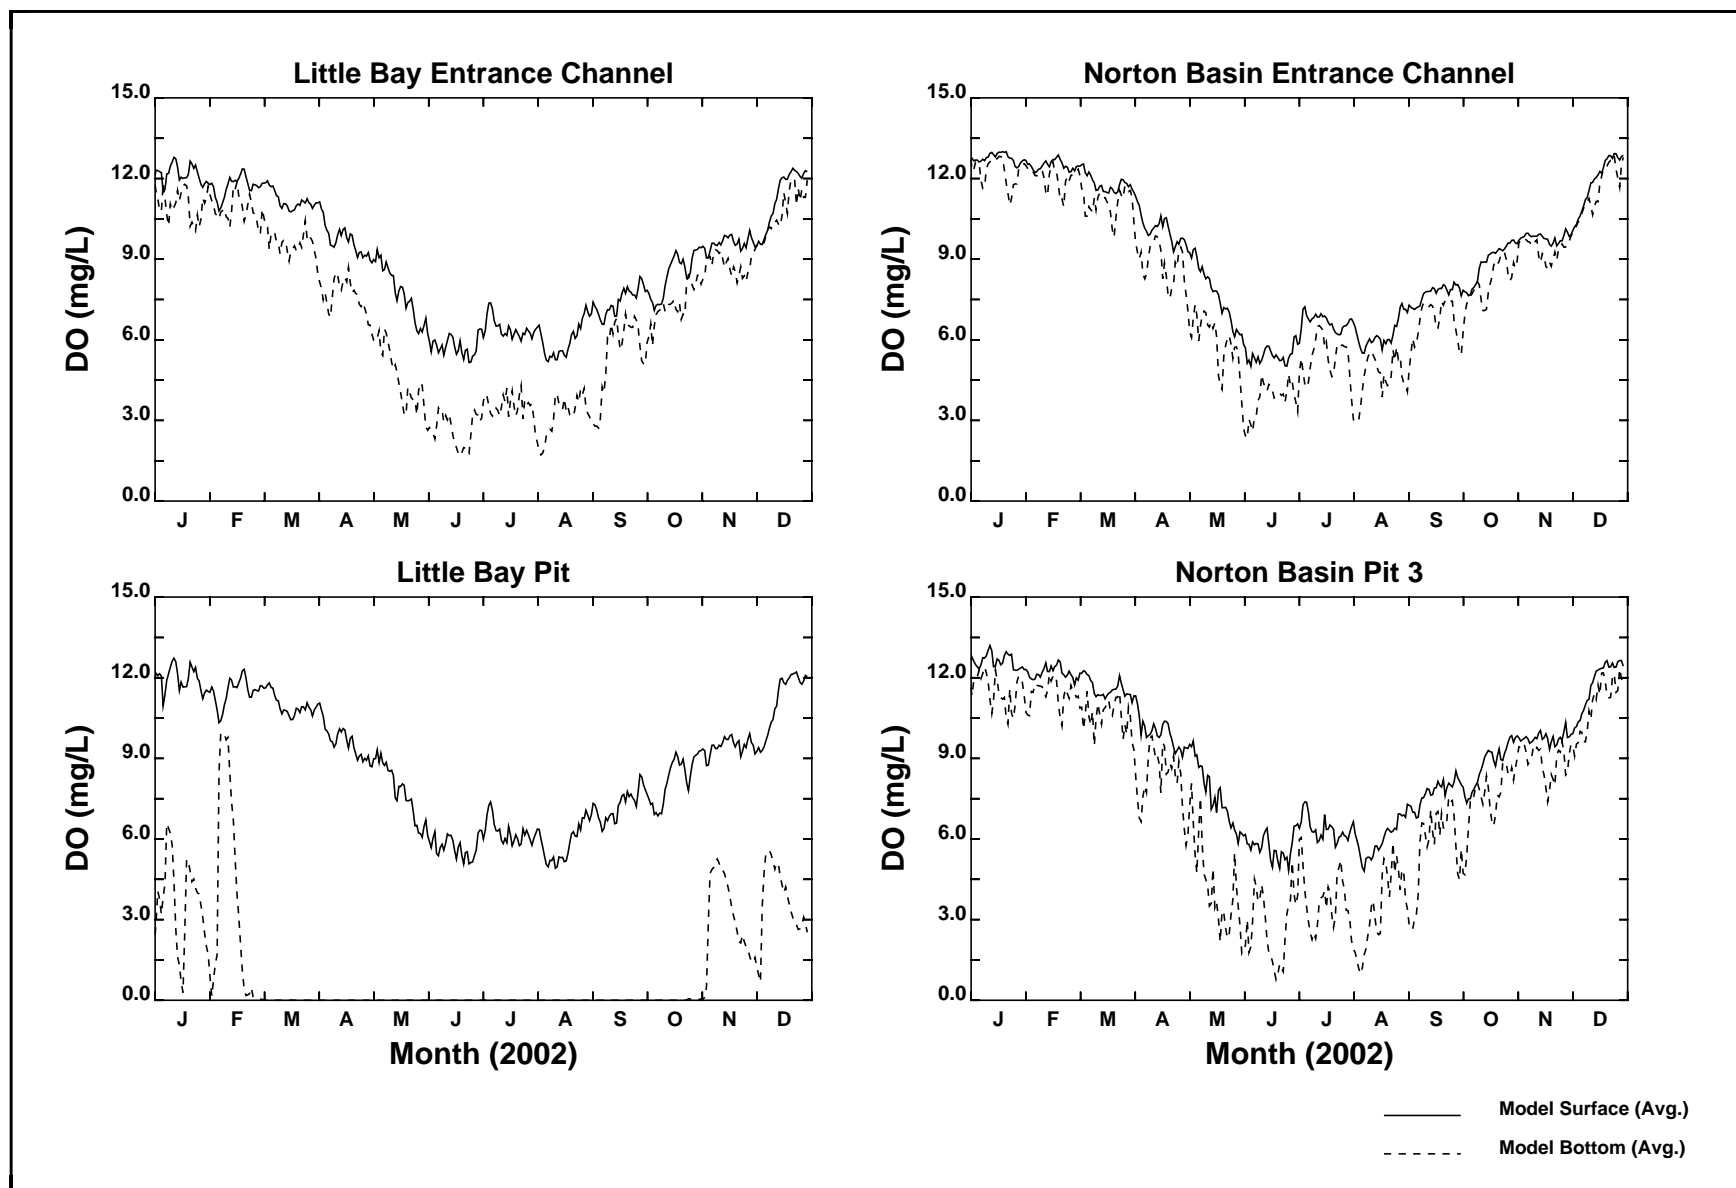 Little Bay Entrance Channel
15.0
12.0
9.0
6.0
3.0
0.0
DO (mg/L)
J F M A M J J A S O N D
Norton Basin Entrance Channel
15.0
12.0
9.0
6.0
3.0
0.0
DO (mg/L)
J F M A M J J A S O N D
Little Bay Pit
15.0
12.0
9.0
6.0
3.0
0.0
DO (mg/L)
J F M A M J J A S O N D
Month (2002)
Norton Basin Pit 3
15.0
12.0
9.0
6.0
3.0
0.0
DO (mg/L)
J F M A M J J A S O N D
Month (2002)
Model Surface (Avg.)
Model Bottom (Avg.)